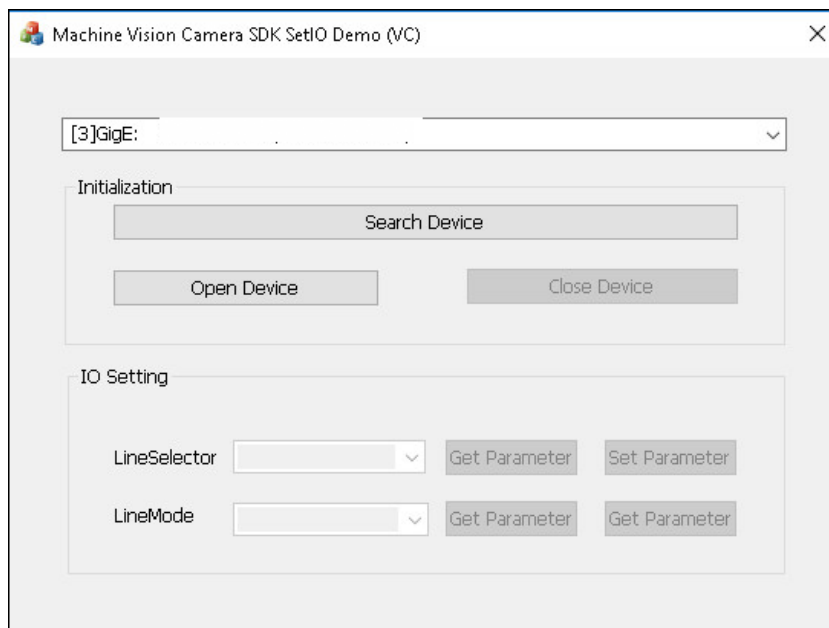 Machine Vision Camera SDK SetIO Demo (VC)
[3]GigE:
Initialization
Search Device
Open Device Close Device
IO Setting
LineSelector Get Parameter Set Parameter
LineMode Get Parameter Get Parameter